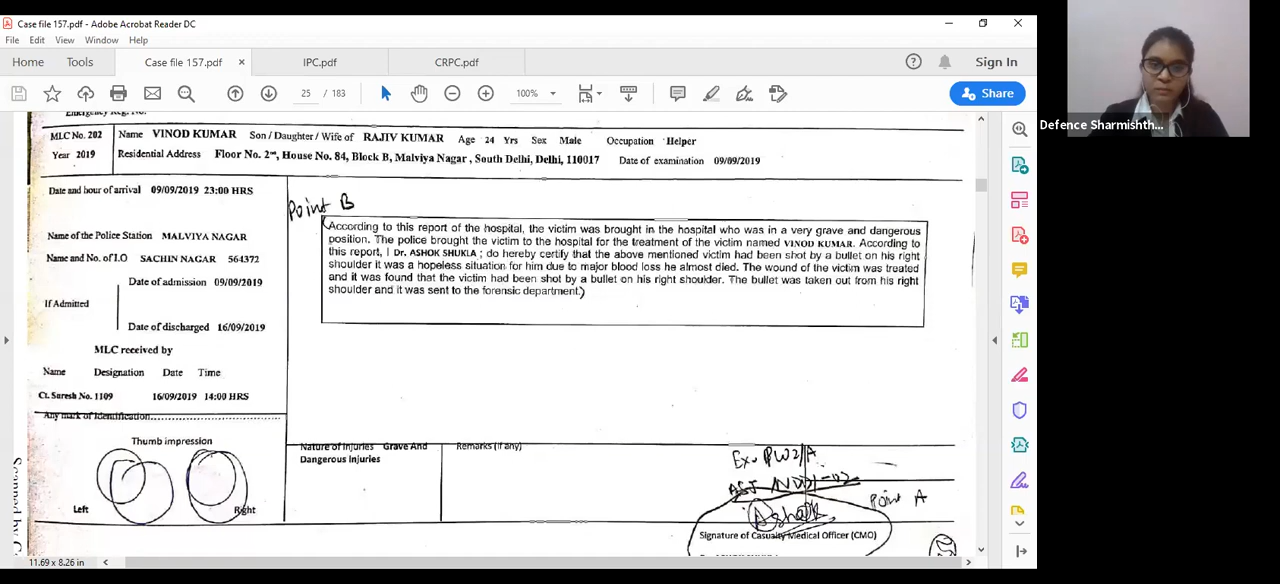 Case file 157.pdf - Adobe Acrobat Reader DC
File Edit View Window Help
Home Tools Case file 157.pdf × IPC.pdf CRPC.pdf Sign In
25 / 183 100% Share
Defence Sharmishth...
Emergency Reg. No.
MLC No. 202 Name VINOD KUMAR Son / Daughter / Wife of RAJIV KUMAR Age 24 Yrs Sex Male Occupation Helper
Year 2019 Residential Address Floor No. 2nd, House No. 84, Block B, Malviya Nagar, South Delhi, Delhi, 110017 Date of examination 09/09/2019
Date and hour of arrival 09/09/2019 23:00 HRS
Name of the Police Station MALVIYA NAGAR
Name and No. of I.O SACHIN NAGAR 564372
Date of admission 09/09/2019
If Admitted
Date of discharged 16/09/2019
MLC received by
Name Designation Date Time
Ct. Suresh No. 1109 16/09/2019 14:00 HRS
Any mark of identification
Thumb impression
Left Right
Point B
(According to this report of the hospital, the victim was brought in the hospital who was in a very grave and dangerous
position. The police brought the victim to the hospital for the treatment of the victim named VINOD KUMAR. According to
this report, I Dr. ASHOK SHUKLA ; do hereby certify that the above mentioned victim had been shot by a bullet on his right
shoulder it was a hopeless situation for him due to major blood loss he almost died. The wound of the victim was treated
and it was found that the victim had been shot by a bullet on his right shoulder. The bullet was taken out from his right
shoulder and it was sent to the forensic department.)
Nature of Injuries Grave And
Dangerous Injuries
Remarks (if any)
Ex. PW2/A
Point A
Ashok
Signature of Casualty Medical Officer (CMO)
Scanned by C
11.69 x 8.26 in